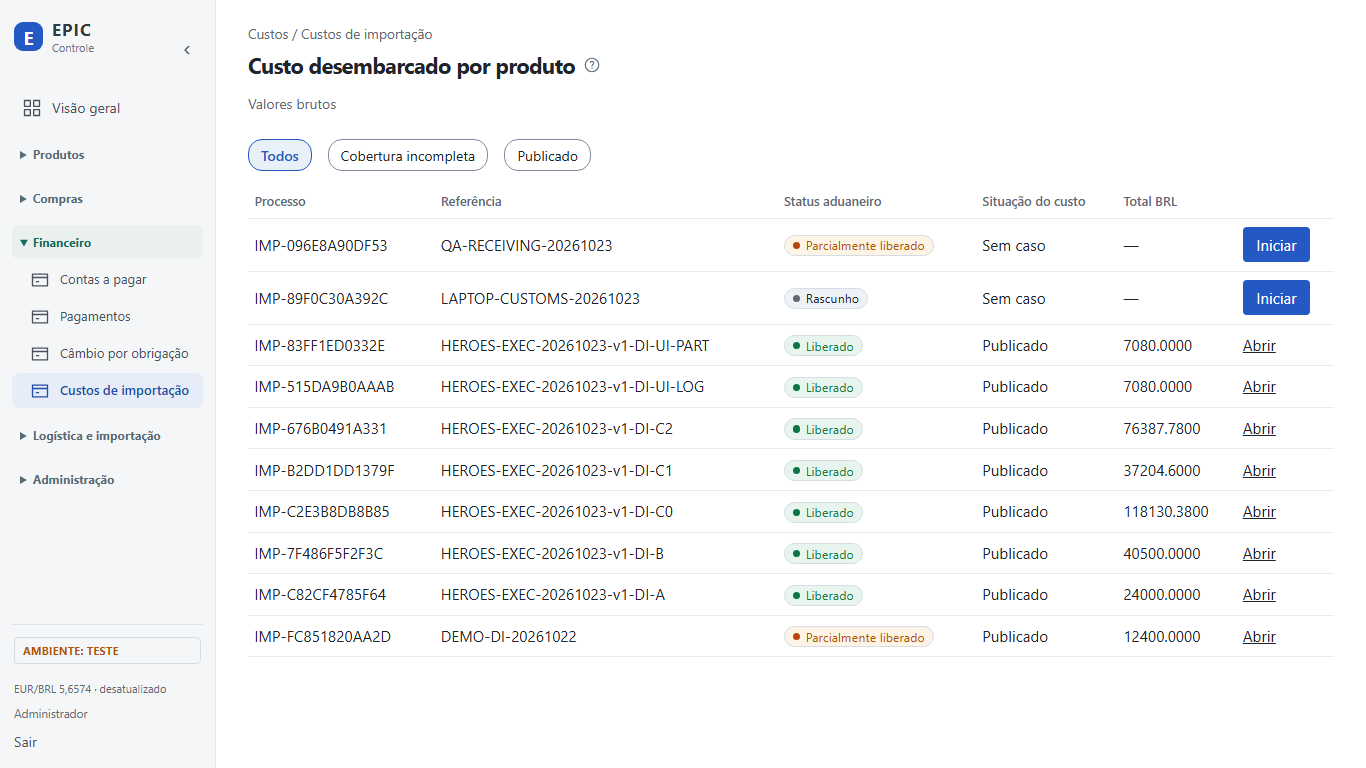 E
EPIC
Controle
‹
Visão geral
Produtos
Compras
Financeiro
Contas a pagar
Pagamentos
Câmbio por obrigação
Custos de importação
Logística e importação
Administração
AMBIENTE: TESTE
EUR/BRL 5,6574 · desatualizado
Administrador
Sair
Custos / Custos de importação
Custo desembarcado por produto ?
Valores brutos
Todos Cobertura incompleta Publicado
Processo Referência Status aduaneiro Situação do custo Total BRL
IMP-096E8A90DF53 QA-RECEIVING-20261023 Parcialmente liberado Sem caso — Iniciar
IMP-89F0C30A392C LAPTOP-CUSTOMS-20261023 Rascunho Sem caso — Iniciar
IMP-83FF1ED0332E HEROES-EXEC-20261023-v1-DI-UI-PART Liberado Publicado 7080.0000 Abrir
IMP-515DA9B0AAAB HEROES-EXEC-20261023-v1-DI-UI-LOG Liberado Publicado 7080.0000 Abrir
IMP-676B0491A331 HEROES-EXEC-20261023-v1-DI-C2 Liberado Publicado 76387.7800 Abrir
IMP-B2DD1DD1379F HEROES-EXEC-20261023-v1-DI-C1 Liberado Publicado 37204.6000 Abrir
IMP-C2E3B8DB8B85 HEROES-EXEC-20261023-v1-DI-C0 Liberado Publicado 118130.3800 Abrir
IMP-7F486F5F2F3C HEROES-EXEC-20261023-v1-DI-B Liberado Publicado 40500.0000 Abrir
IMP-C82CF4785F64 HEROES-EXEC-20261023-v1-DI-A Liberado Publicado 24000.0000 Abrir
IMP-FC851820AA2D DEMO-DI-20261022 Parcialmente liberado Publicado 12400.0000 Abrir